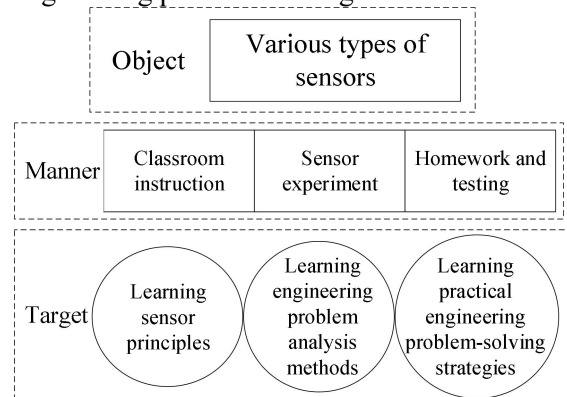 Object
Various types of
sensors
Manner
Classroom
instruction
Sensor
experiment
Homework and
testing
Target
Learning
sensor
principles
Learning
engineering
problem
analysis
methods
Learning
practical
engineering
problem-solving
strategies